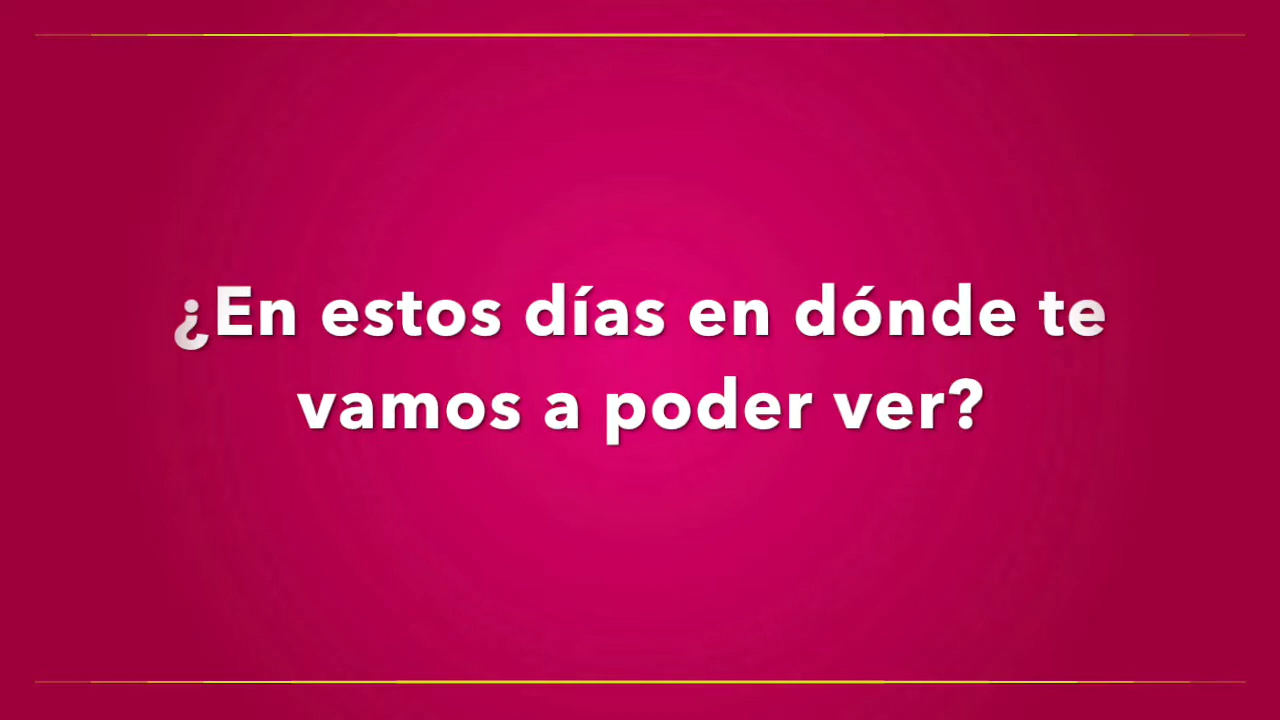 ¿En estos días en dónde te
vamos a poder ver?